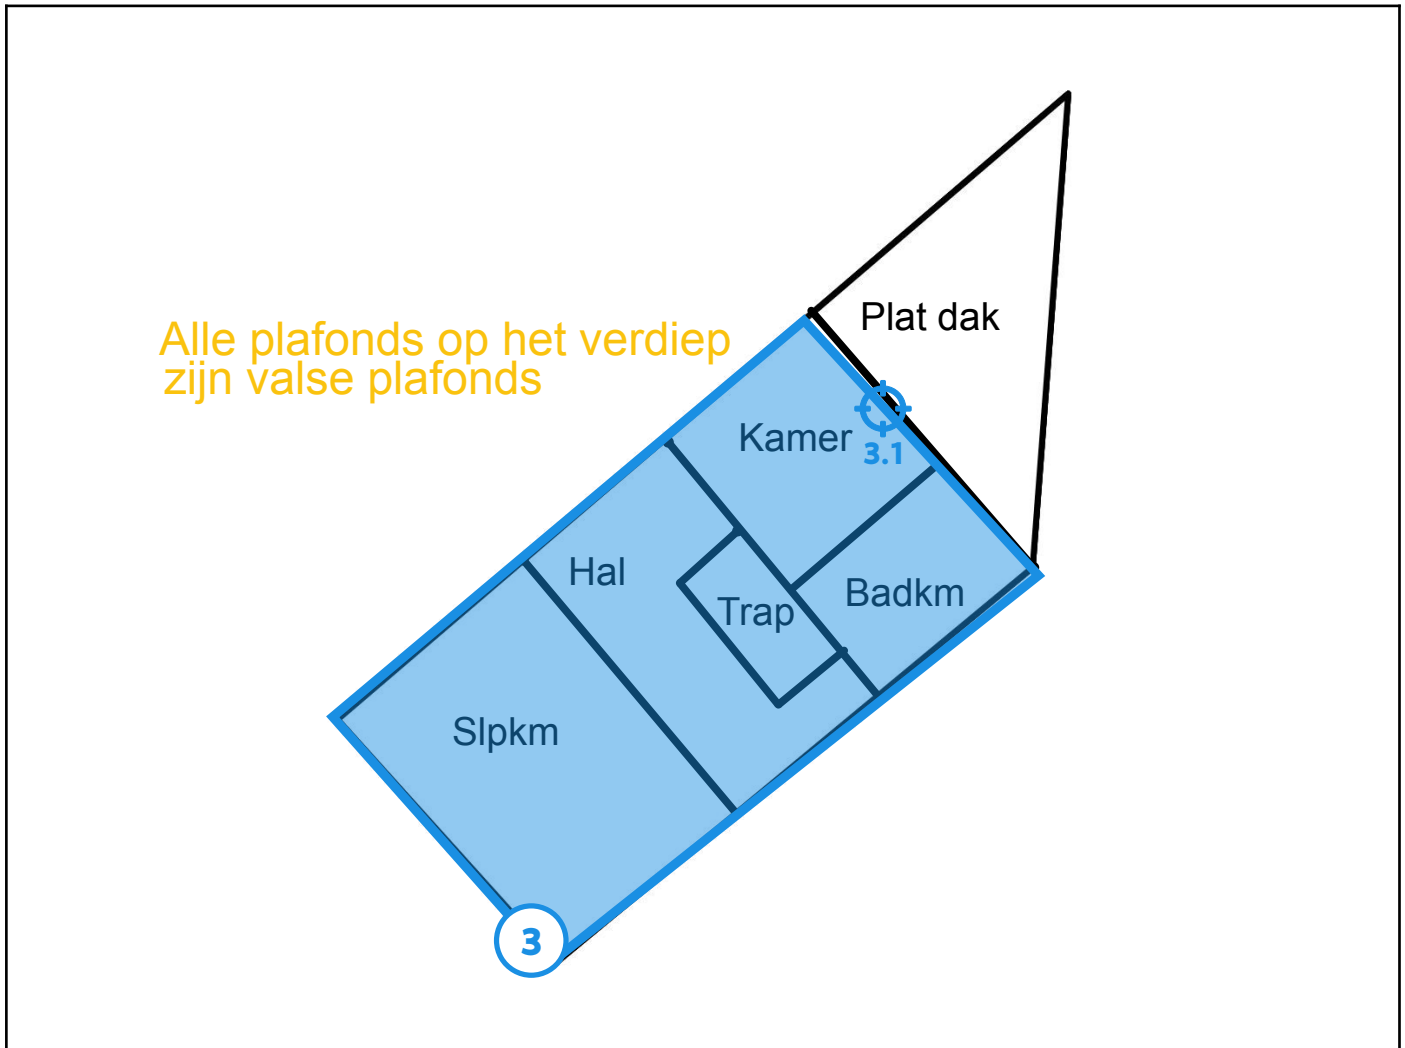 Plat dak
Alle plafonds op het verdiep
zijn valse plafonds
Kamer
3.1
Hal
Trap
Badkm
Slpkm
3